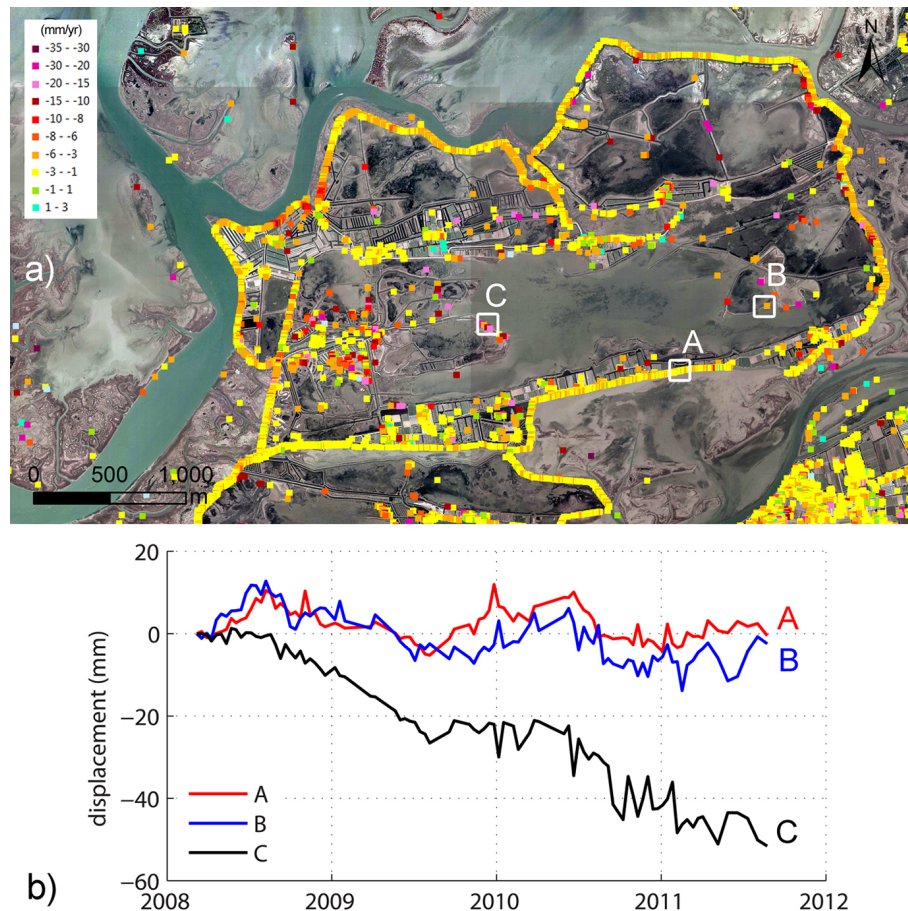 (mm/yr)
-35 - -30
-30 - -20
-20 - -15
-15 - -10
-10 - -8
-8 - -6
-6 - -3
-3 - -1
-1 - 1
1 - 3
N
a)
B
C
A
0 500 1 000
m
20
0
−20
−40
−60
displacement (mm)
A
B
C
A
B
C
b)
2008 2009 2010 2011 2012